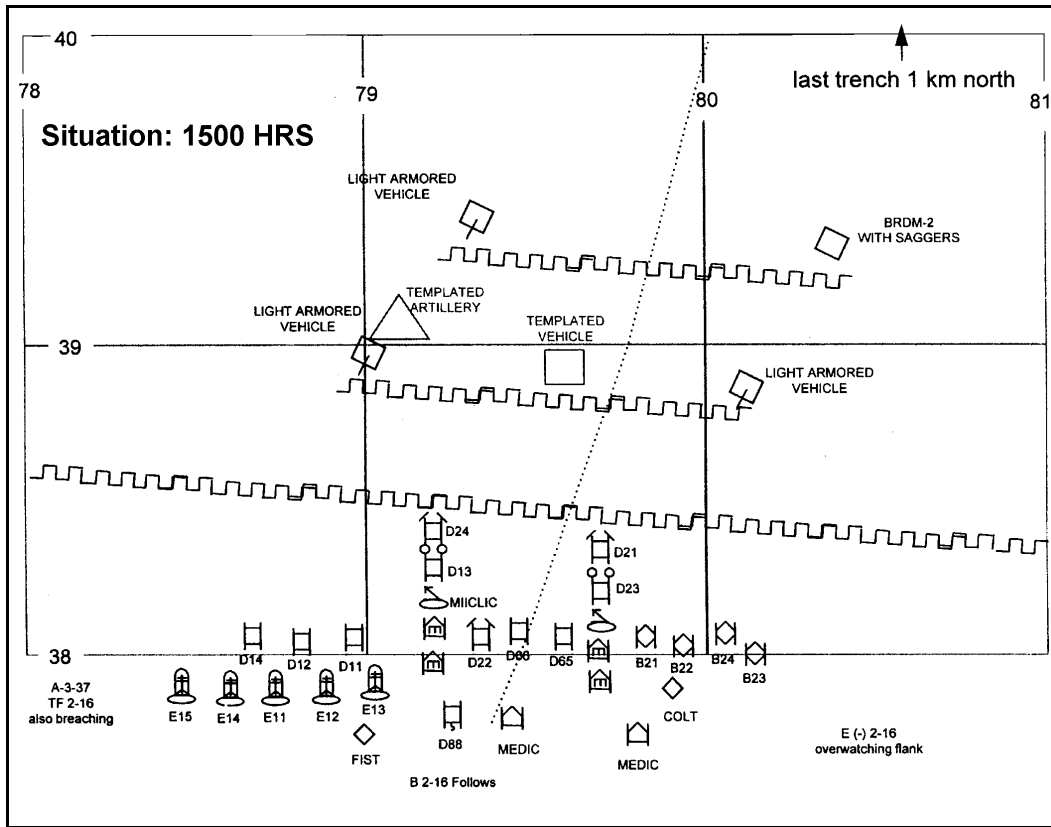 40
78
79
80
81
last trench 1 km north
Situation: 1500 HRS
LIGHT ARMORED
VEHICLE
BRDM-2
WITH SAGGERS
LIGHT ARMORED
VEHICLE
TEMPLATED
ARTILLERY
TEMPLATED
VEHICLE
39
LIGHT ARMORED
VEHICLE
D24
D21
D13
D23
MIICLIC
E
E
38
D14
D12
D11
D22
D65
B21
B22
B24
B23
E
E
A-3-37
TF 2-16
also breaching
E15
E14
E11
E12
E13
FIST
D88
MEDIC
COLT
MEDIC
E (-) 2-16
overwatching flank
B 2-16 Follows